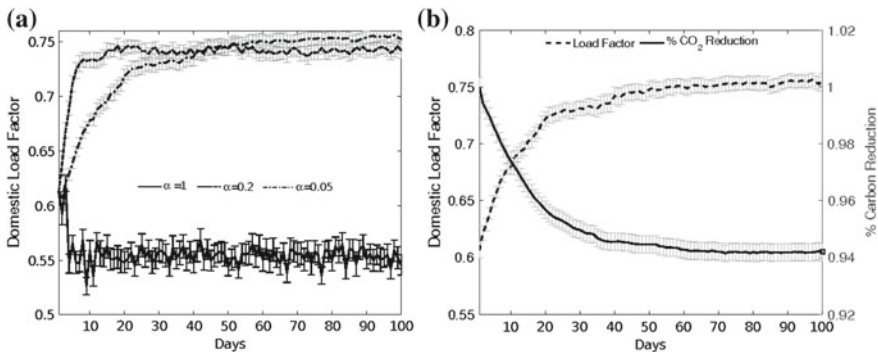 (a)
0.75
0.7
0.65
0.6
0.55
0.5
Domestic Load Factor
α=1 α=0.2 α=0.05
10 20 30 40 50 60 70 80 90 100
Days
(b)
0.8
0.75
0.7
0.65
0.6
0.55
Domestic Load Factor
Load Factor % CO₂ Reduction
1.02
1
0.98
0.96
0.94
0.92
% Carbon Reduction
10 20 30 40 50 60 70 80 90 100
Days